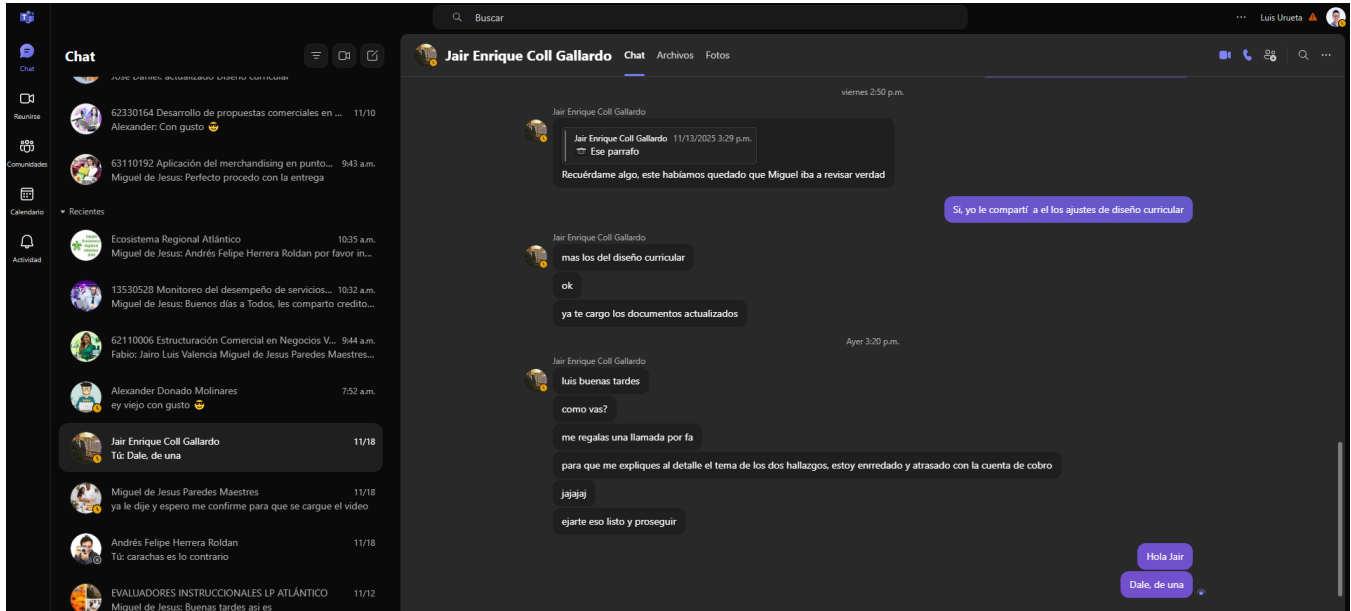 Buscar
Luis Urueta
Chat
Reunirse
Comunidades
Calendario
Actividad
Chat
Jose Daniel: actualizado Diseño curricular
62330164 Desarrollo de propuestas comerciales en ... 11/10
Alexander: Con gusto 😎
63110192 Aplicación del merchandising en punto... 9:43 a.m.
Miguel de Jesus: Perfecto procedo con la entrega
Recientes
Ecosistema Regional Atlántico 10:35 a.m.
Miguel de Jesus: Andrés Felipe Herrera Roldan por favor in...
13530528 Monitoreo del desempeño de servicios... 10:32 a.m.
Miguel de Jesus: Buenos días a Todos, les comparto credito...
62110006 Estructuración Comercial en Negocios V... 9:44 a.m.
Fabio: Jairo Luis Valencia Miguel de Jesus Paredes Maestres...
Alexander Donado Molinares 7:52 a.m.
ey viejo con gusto 😎
Jair Enrique Coll Gallardo 11/18
Tú: Dale, de una
Miguel de Jesus Paredes Maestres 11/18
ya le dije y espero me confirme para que se cargue el video
Andrés Felipe Herrera Roldan 11/18
Tú: carachas es lo contrario
EVALUADORES INSTRUCCIONALES LP ATLÁNTICO 11/12
Miguel de Jesus: Buenas tardes asi es
Jair Enrique Coll Gallardo Chat Archivos Fotos
viernes 2:50 p.m.
Jair Enrique Coll Gallardo
Jair Enrique Coll Gallardo 11/13/2025 3:29 p.m.
Ese parrafo
Recuérdame algo, este habíamos quedado que Miguel iba a revisar verdad
Si, yo le compartí a el los ajustes de diseño curricular
Jair Enrique Coll Gallardo
mas los del diseño curricular
ok
ya te cargo los documentos actualizados
Ayer 3:20 p.m.
Jair Enrique Coll Gallardo
luis buenas tardes
como vas?
me regalas una llamada por fa
para que me expliques al detalle el tema de los dos hallazgos, estoy enrredado y atrasado con la cuenta de cobro
jajajaj
ejarte eso listo y proseguir
Hola Jair
Dale, de una